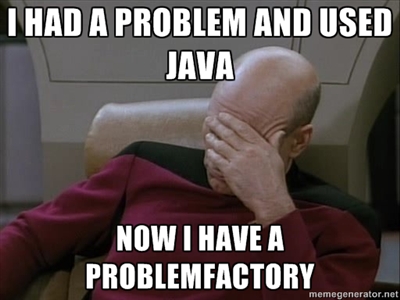 I HAD A PROBLEM AND USED
JAVA
NOW I HAVE A
PROBLEMFACTORY
memegenerator.net